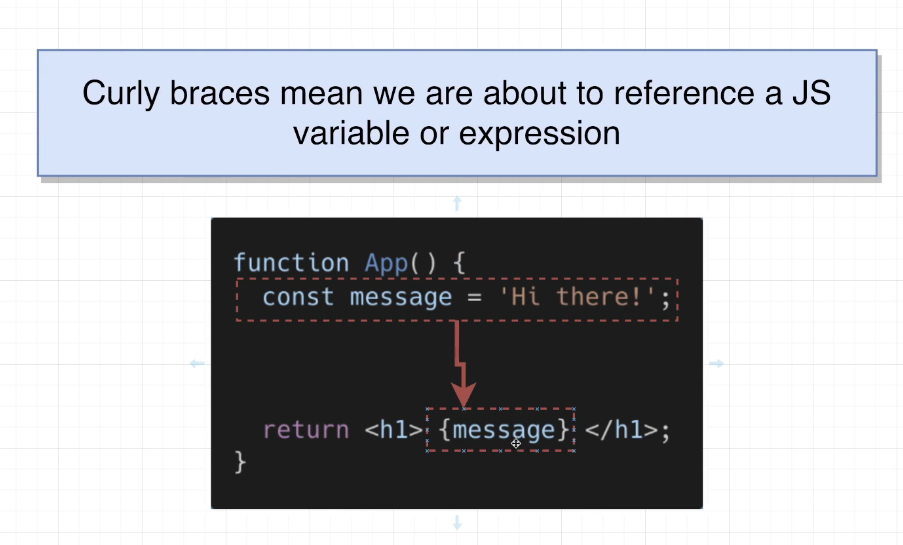 Curly braces mean we are about to reference a JS
variable or expression
function App() {
  const message = 'Hi there!';
  return <h1> {message} </h1>;
}